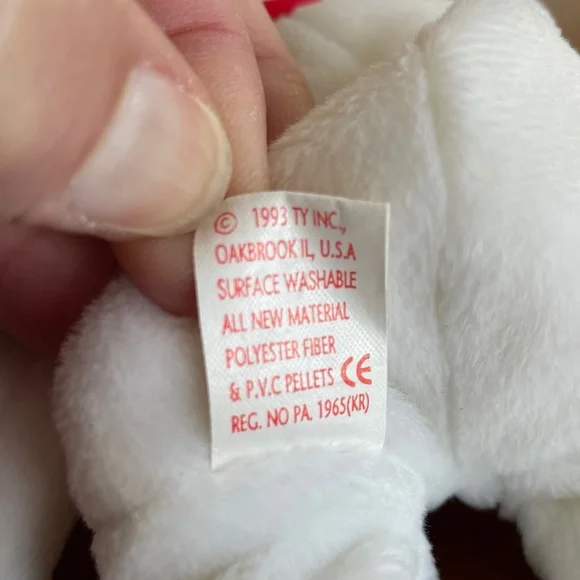 © 1993 TY INC.,
OAKBROOK IL, U.S.A
SURFACE WASHABLE
ALL NEW MATERIAL
POLYESTER FIBER
& P.V.C PELLETS CE
REG. NO PA. 1965(KR)